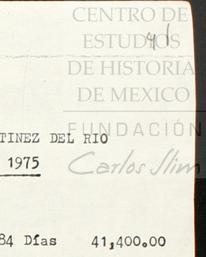 CENTRO DE
ESTUDIOS
DE HISTORIA
DE MEXICO
FUNDACIÓN
Carlos Slim
TINEZ DEL RIO
1975
84 Días 41,400.00